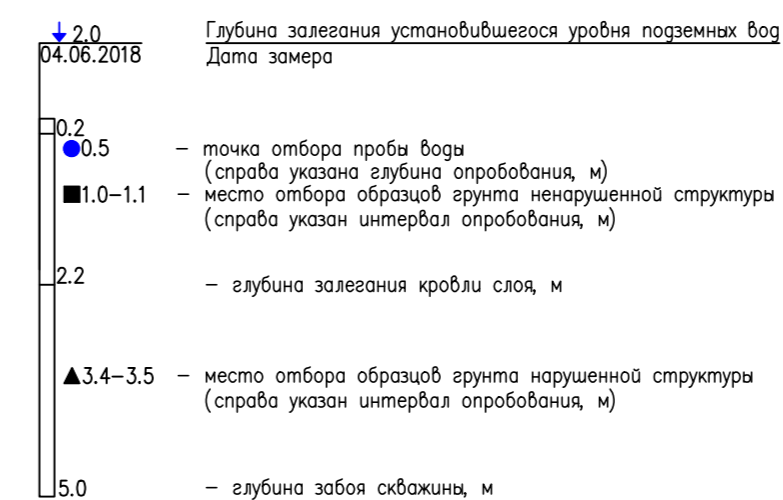 2.0 Глубина залегания установившегося уровня подземных вод
04.06.2018 Дата замера
0.2
0.5 – точка отбора пробы воды
(справа указана глубина опробования, м)
1.0–1.1 – место отбора образцов грунта ненарушенной структуры
(справа указан интервал опробования, м)
2.2 – глубина залегания кровли слоя, м
3.4–3.5 – место отбора образцов грунта нарушенной структуры
(справа указан интервал опробования, м)
5.0 – глубина забоя скважины, м